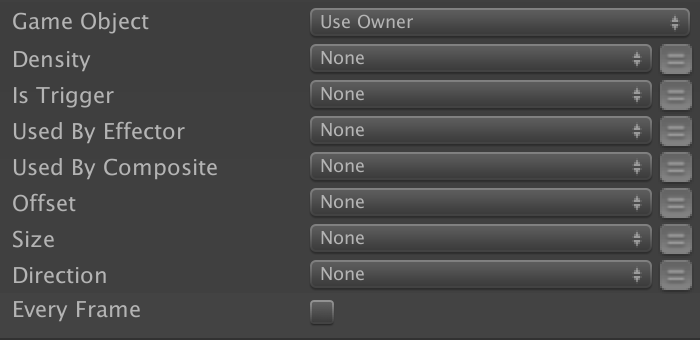 Game Object Use Owner
Density None
Is Trigger None
Used By Effector None
Used By Composite None
Offset None
Size None
Direction None
Every Frame